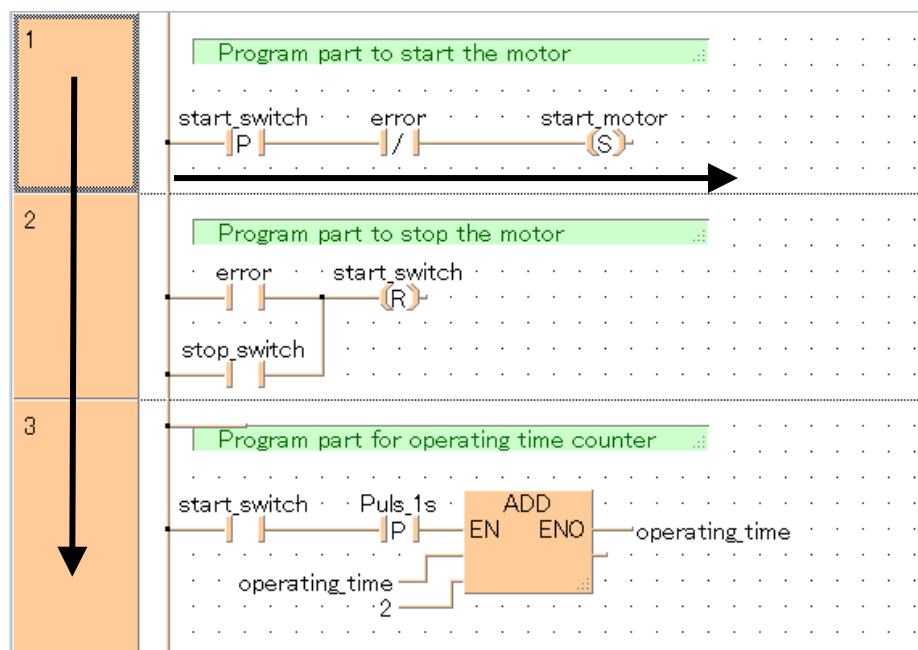 1
Program part to start the motor
start_switch error start_motor
P / S
2
Program part to stop the motor
error start_switch
R
stop_switch
3
Program part for operating time counter
start_switch Puls_1s ADD
P EN ENO operating_time
operating_time
2